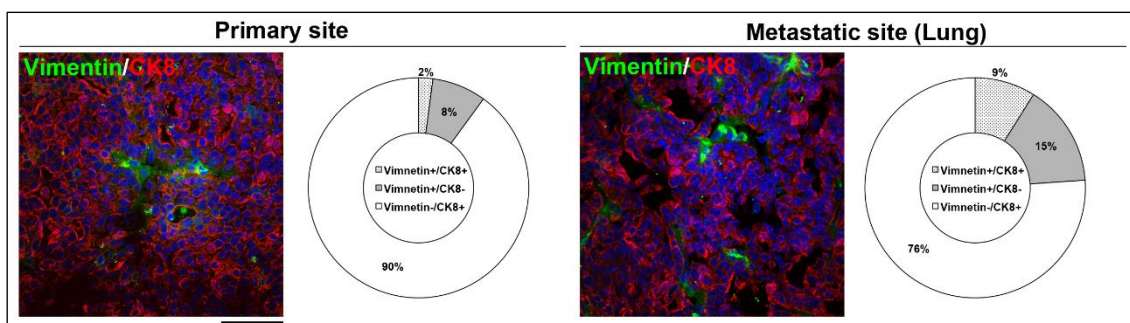 Primary site
Vimentin/CK8
2%
8%
Vimnetin+/CK8+
Vimnetin+/CK8-
Vimnetin-/CK8+
90%
Metastatic site (Lung)
Vimentin/CK8
9%
15%
Vimnetin+/CK8+
Vimnetin+/CK8-
Vimnetin-/CK8+
76%